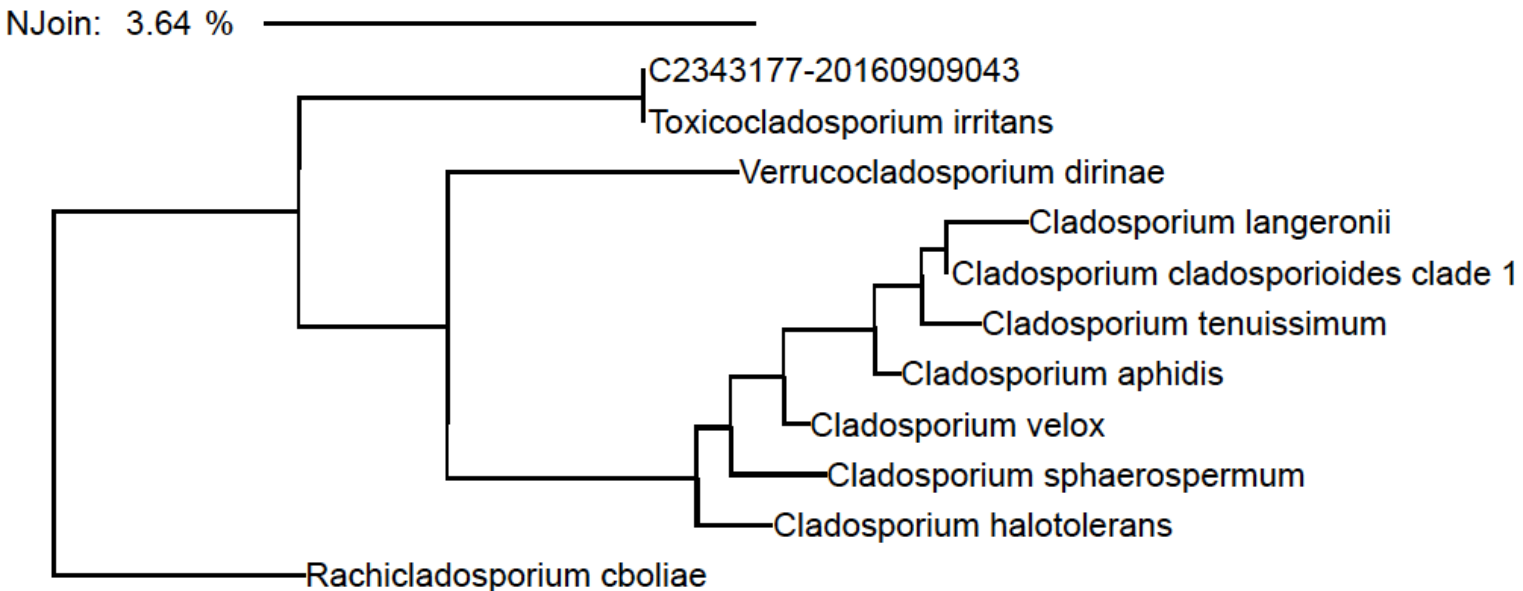 NJoin: 3.64 %
C2343177-20160909043
Toxicocladosporium irritans
Verrucocladosporium dirinae
Cladosporium langeronii
Cladosporium cladosporioides clade 1
Cladosporium tenuissimum
Cladosporium aphidis
Cladosporium velox
Cladosporium sphaerospermum
Cladosporium halotolerans
Rachicladosporium cboliae